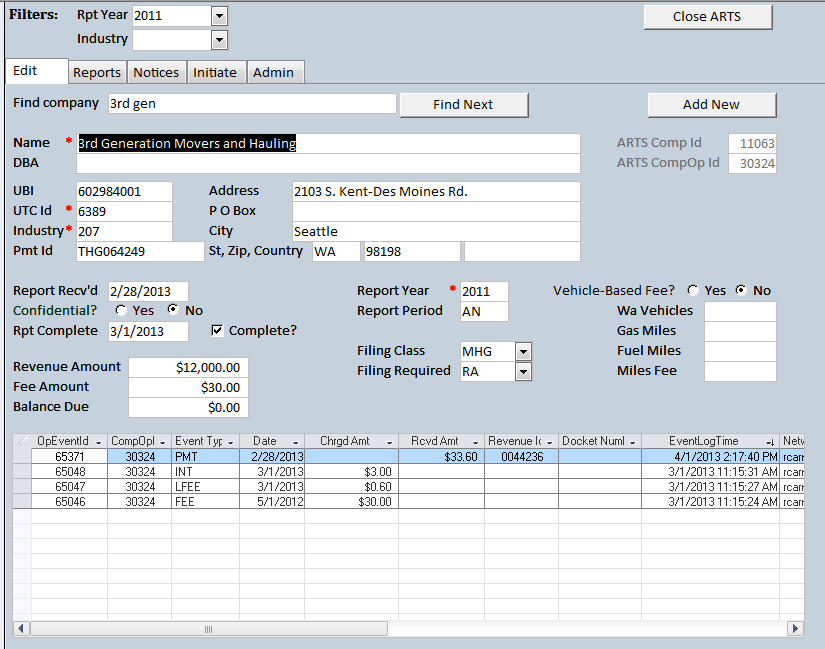 Filters: Rpt Year 2011 Close ARTS
Industry
Edit Reports Notices Initiate Admin
Find company 3rd gen Find Next Add New
Name * 3rd Generation Movers and Hauling ARTS Comp Id 11063
DBA ARTS CompOp Id 30324
UBI 602984001 Address 2103 S. Kent-Des Moines Rd.
UTC Id * 6389 P O Box
Industry * 207 City Seattle
Pmt Id THG064249 St, Zip, Country WA 98198
Report Recv'd 2/28/2013 Report Year * 2011 Vehicle-Based Fee? Yes No
Confidential? Yes No Report Period AN Wa Vehicles
Rpt Complete 3/1/2013 Complete? Gas Miles
Filing Class MHG Fuel Miles
Revenue Amount $12,000.00 Filing Required RA Miles Fee
Fee Amount $30.00
Balance Due $0.00
OpEventId CompOpI Event Typ Date Chrgd Amt Rcvd Amt Revenue Ic Docket Numl EventLogTime Netw
65371 30324 PMT 2/28/2013 $33.60 0044236 4/1/2013 2:17:40 PM rcarr
65048 30324 INT 3/1/2013 $3.00 3/1/2013 11:15:31 AM rcarr
65047 30324 LFEE 3/1/2013 $0.60 3/1/2013 11:15:27 AM rcarr
65046 30324 FEE 5/1/2012 $30.00 3/1/2013 11:15:24 AM rcarr